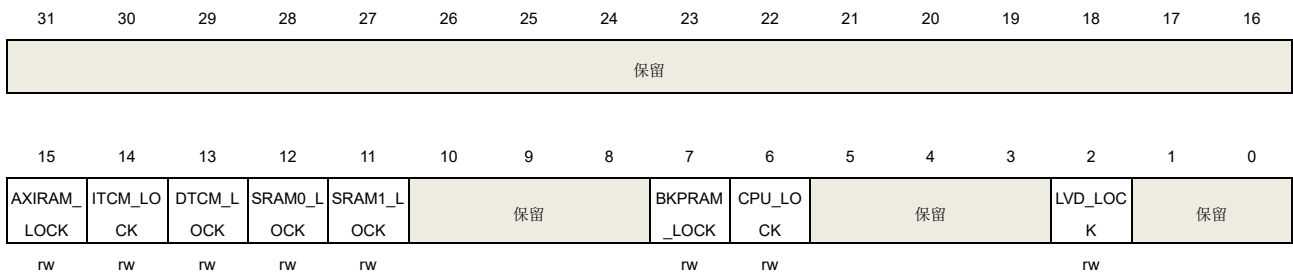 31 30 29 28 27 26 25 24 23 22 21 20 19 18 17 16
保留
15 14 13 12 11 10 9 8 7 6 5 4 3 2 1 0
AXIRAM_ ITCM_LO DTCM_L SRAM0_L SRAM1_L 保留 BKPRAM CPU_LO 保留 LVD_LOC 保留
LOCK CK OCK OCK OCK _LOCK CK K
rw rw rw rw rw rw rw rw